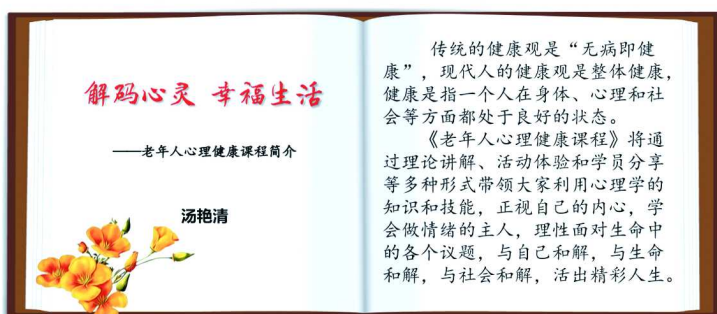 解码心灵 幸福生活
——老年人心理健康课程简介
汤艳清
传统的健康观是“无病即健
康”，现代人的健康观是整体健康，
健康是指一个人在身体、心理和社
会等方面都处于良好的状态。
《老年人心理健康课程》将通
过理论讲解、活动体验和学员分享
等多种形式带领大家利用心理学的
知识和技能，正视自己的内心，学
会做情绪的主人，理性面对生命中
的各个议题，与自己和解，与生命
和解，与社会和解，活出精彩人生。